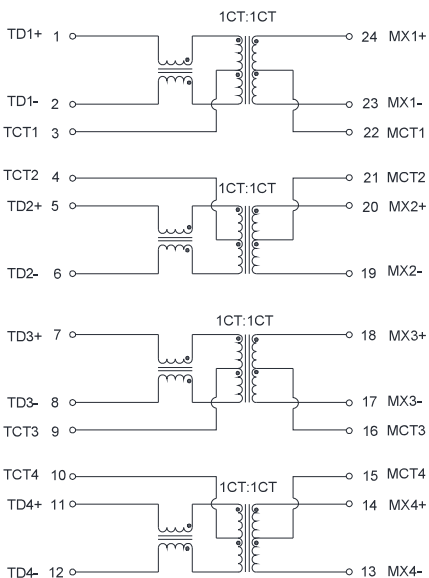 1CT:1CT
TD1+ 1 24 MX1+
TD1- 2 23 MX1-
TCT1 3 22 MCT1
TCT2 4 21 MCT2
1CT:1CT
TD2+ 5 20 MX2+
TD2- 6 19 MX2-
1CT:1CT
TD3+ 7 18 MX3+
TD3- 8 17 MX3-
TCT3 9 16 MCT3
TCT4 10 15 MCT4
1CT:1CT
TD4+ 11 14 MX4+
TD4- 12 13 MX4-